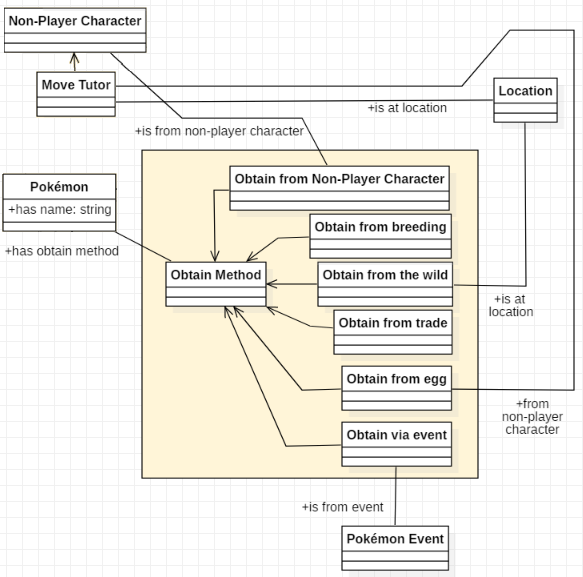 Non-Player Character
Move Tutor
Location
+is at location
+is from non-player character
Obtain from Non-Player Character
Pokémon
+has name: string
Obtain from breeding
+has obtain method
Obtain Method
Obtain from the wild
+is at
location
Obtain from trade
Obtain from egg
+from
non-player
character
Obtain via event
+is from event
Pokémon Event